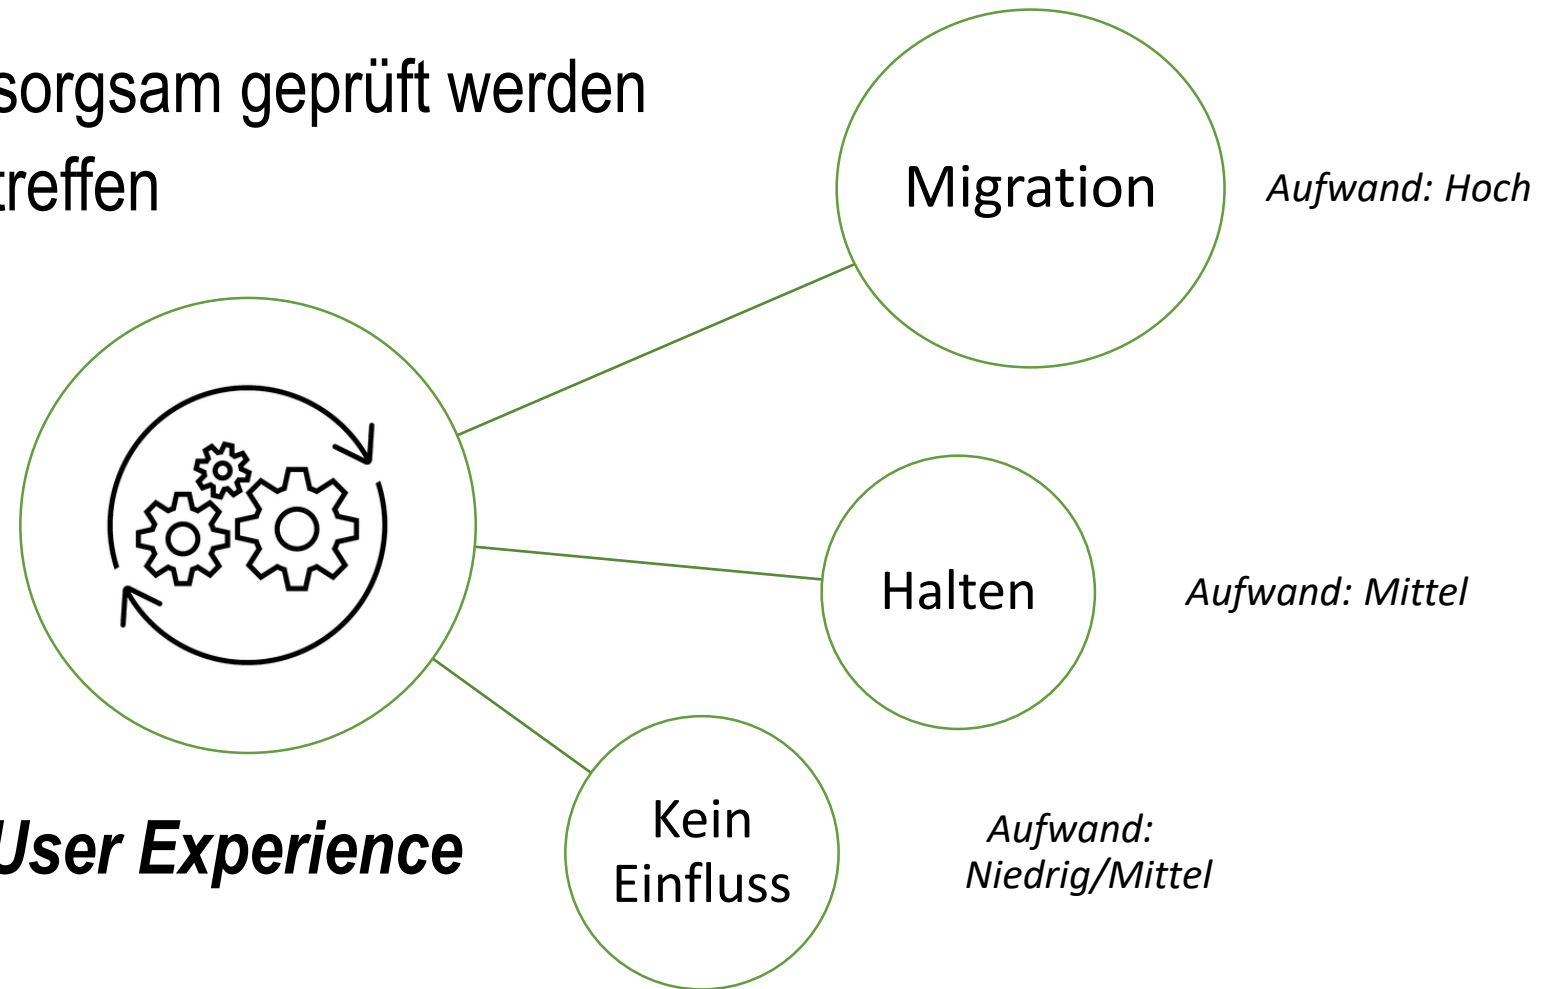 sorgsam geprüft werden
treffen
Migration
Aufwand: Hoch
Halten
Aufwand: Mittel
User Experience
Kein
Einfluss
Aufwand:
Niedrig/Mittel